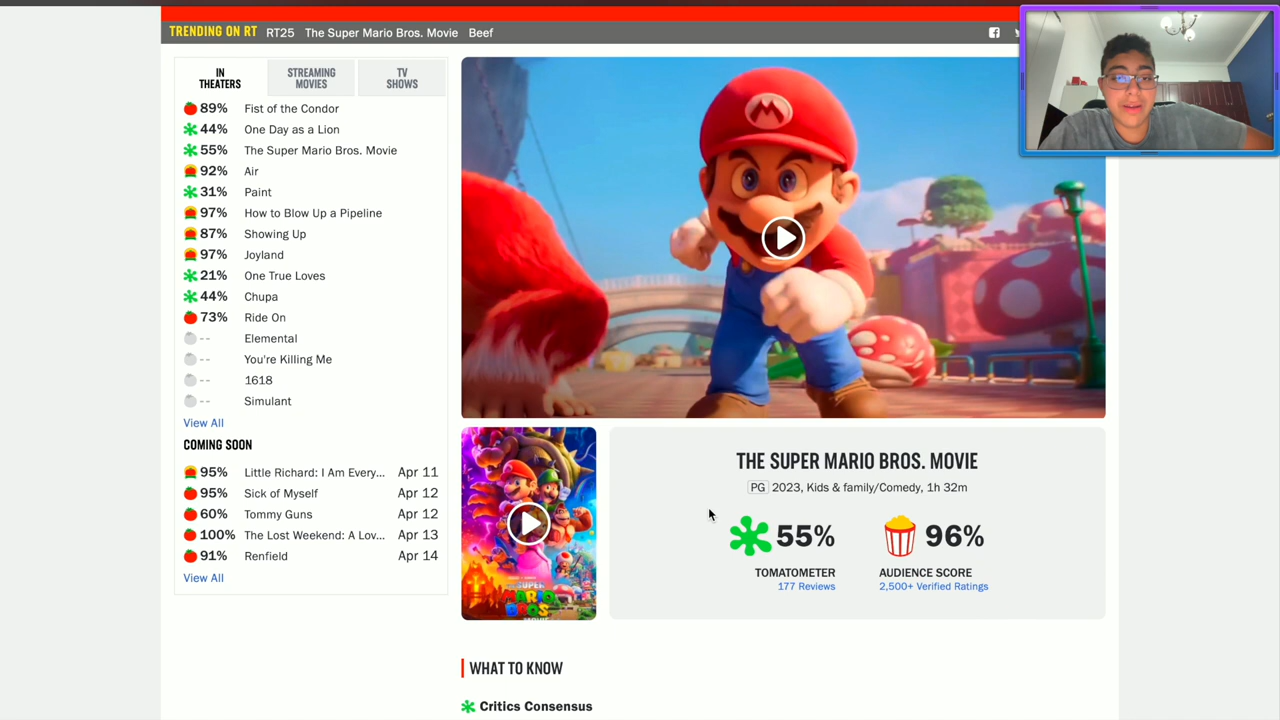 TRENDING ON RT RT25 The Super Mario Bros. Movie Beef
IN THEATERS
STREAMING MOVIES
TV SHOWS
89% Fist of the Condor
44% One Day as a Lion
55% The Super Mario Bros. Movie
92% Air
31% Paint
97% How to Blow Up a Pipeline
87% Showing Up
97% Joyland
21% One True Loves
44% Chupa
73% Ride On
-- Elemental
-- You're Killing Me
-- 1618
-- Simulant
View All
COMING SOON
95% Little Richard: I Am Every... Apr 11
95% Sick of Myself Apr 12
60% Tommy Guns Apr 12
100% The Lost Weekend: A Lov... Apr 13
91% Renfield Apr 14
View All
M
SUPER
MARIO
BROS.
MOVIE
THE SUPER MARIO BROS. MOVIE
PG 2023, Kids & family/Comedy, 1h 32m
55% 96%
TOMATOMETER AUDIENCE SCORE
177 Reviews 2,500+ Verified Ratings
WHAT TO KNOW
Critics Consensus